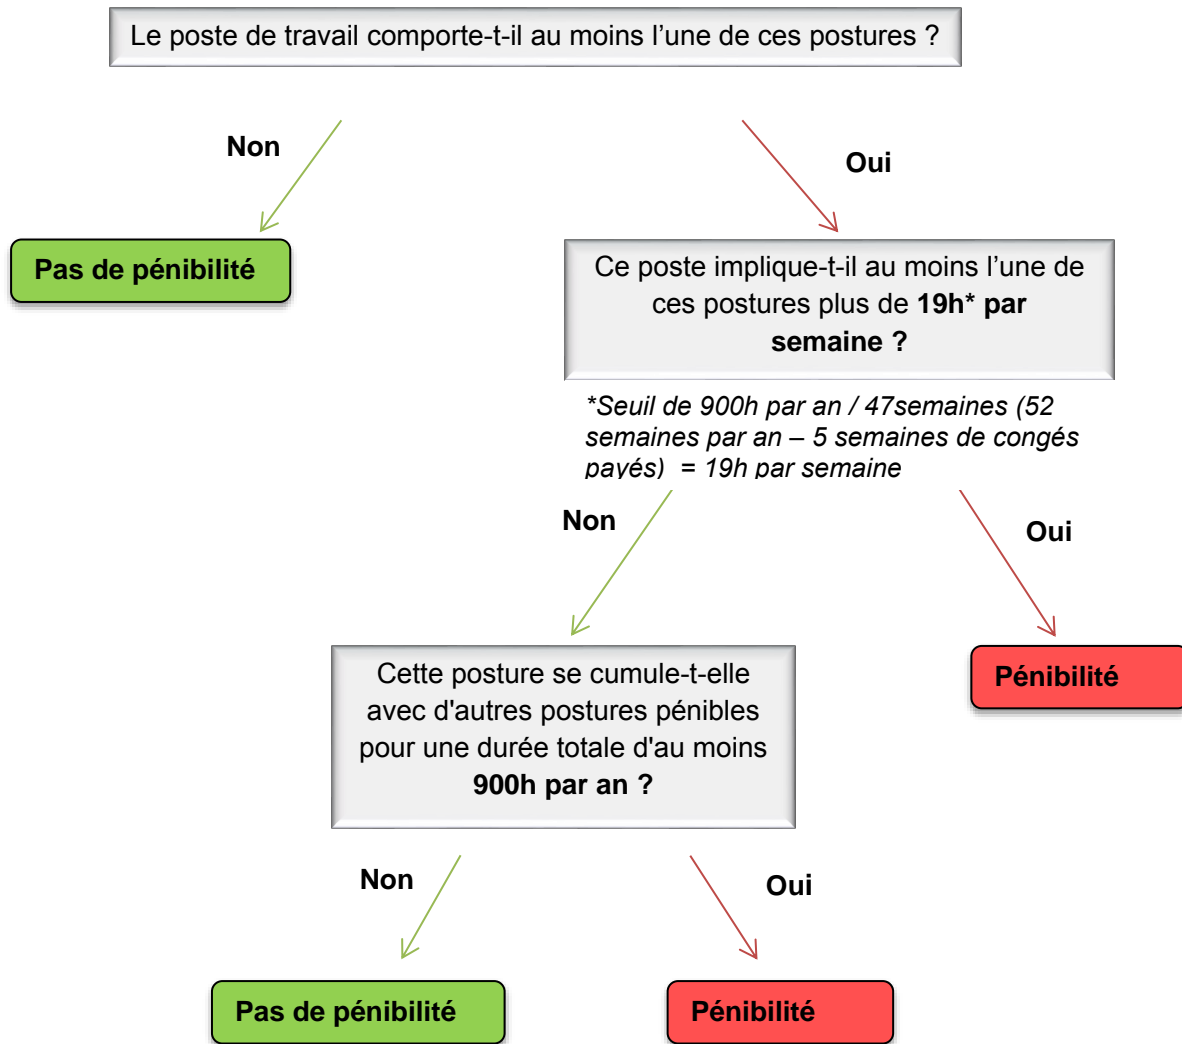 Le poste de travail comporte-t-il au moins l’une de ces postures ?
Non
Oui
Pas de pénibilité
Ce poste implique-t-il au moins l’une de
ces postures plus de 19h* par
semaine ?
*Seuil de 900h par an / 47semaines (52
semaines par an – 5 semaines de congés
payés)  = 19h par semaine
Non
Oui
Cette posture se cumule-t-elle
avec d'autres postures pénibles
pour une durée totale d'au moins
900h par an ?
Pénibilité
Non
Oui
Pas de pénibilité
Pénibilité